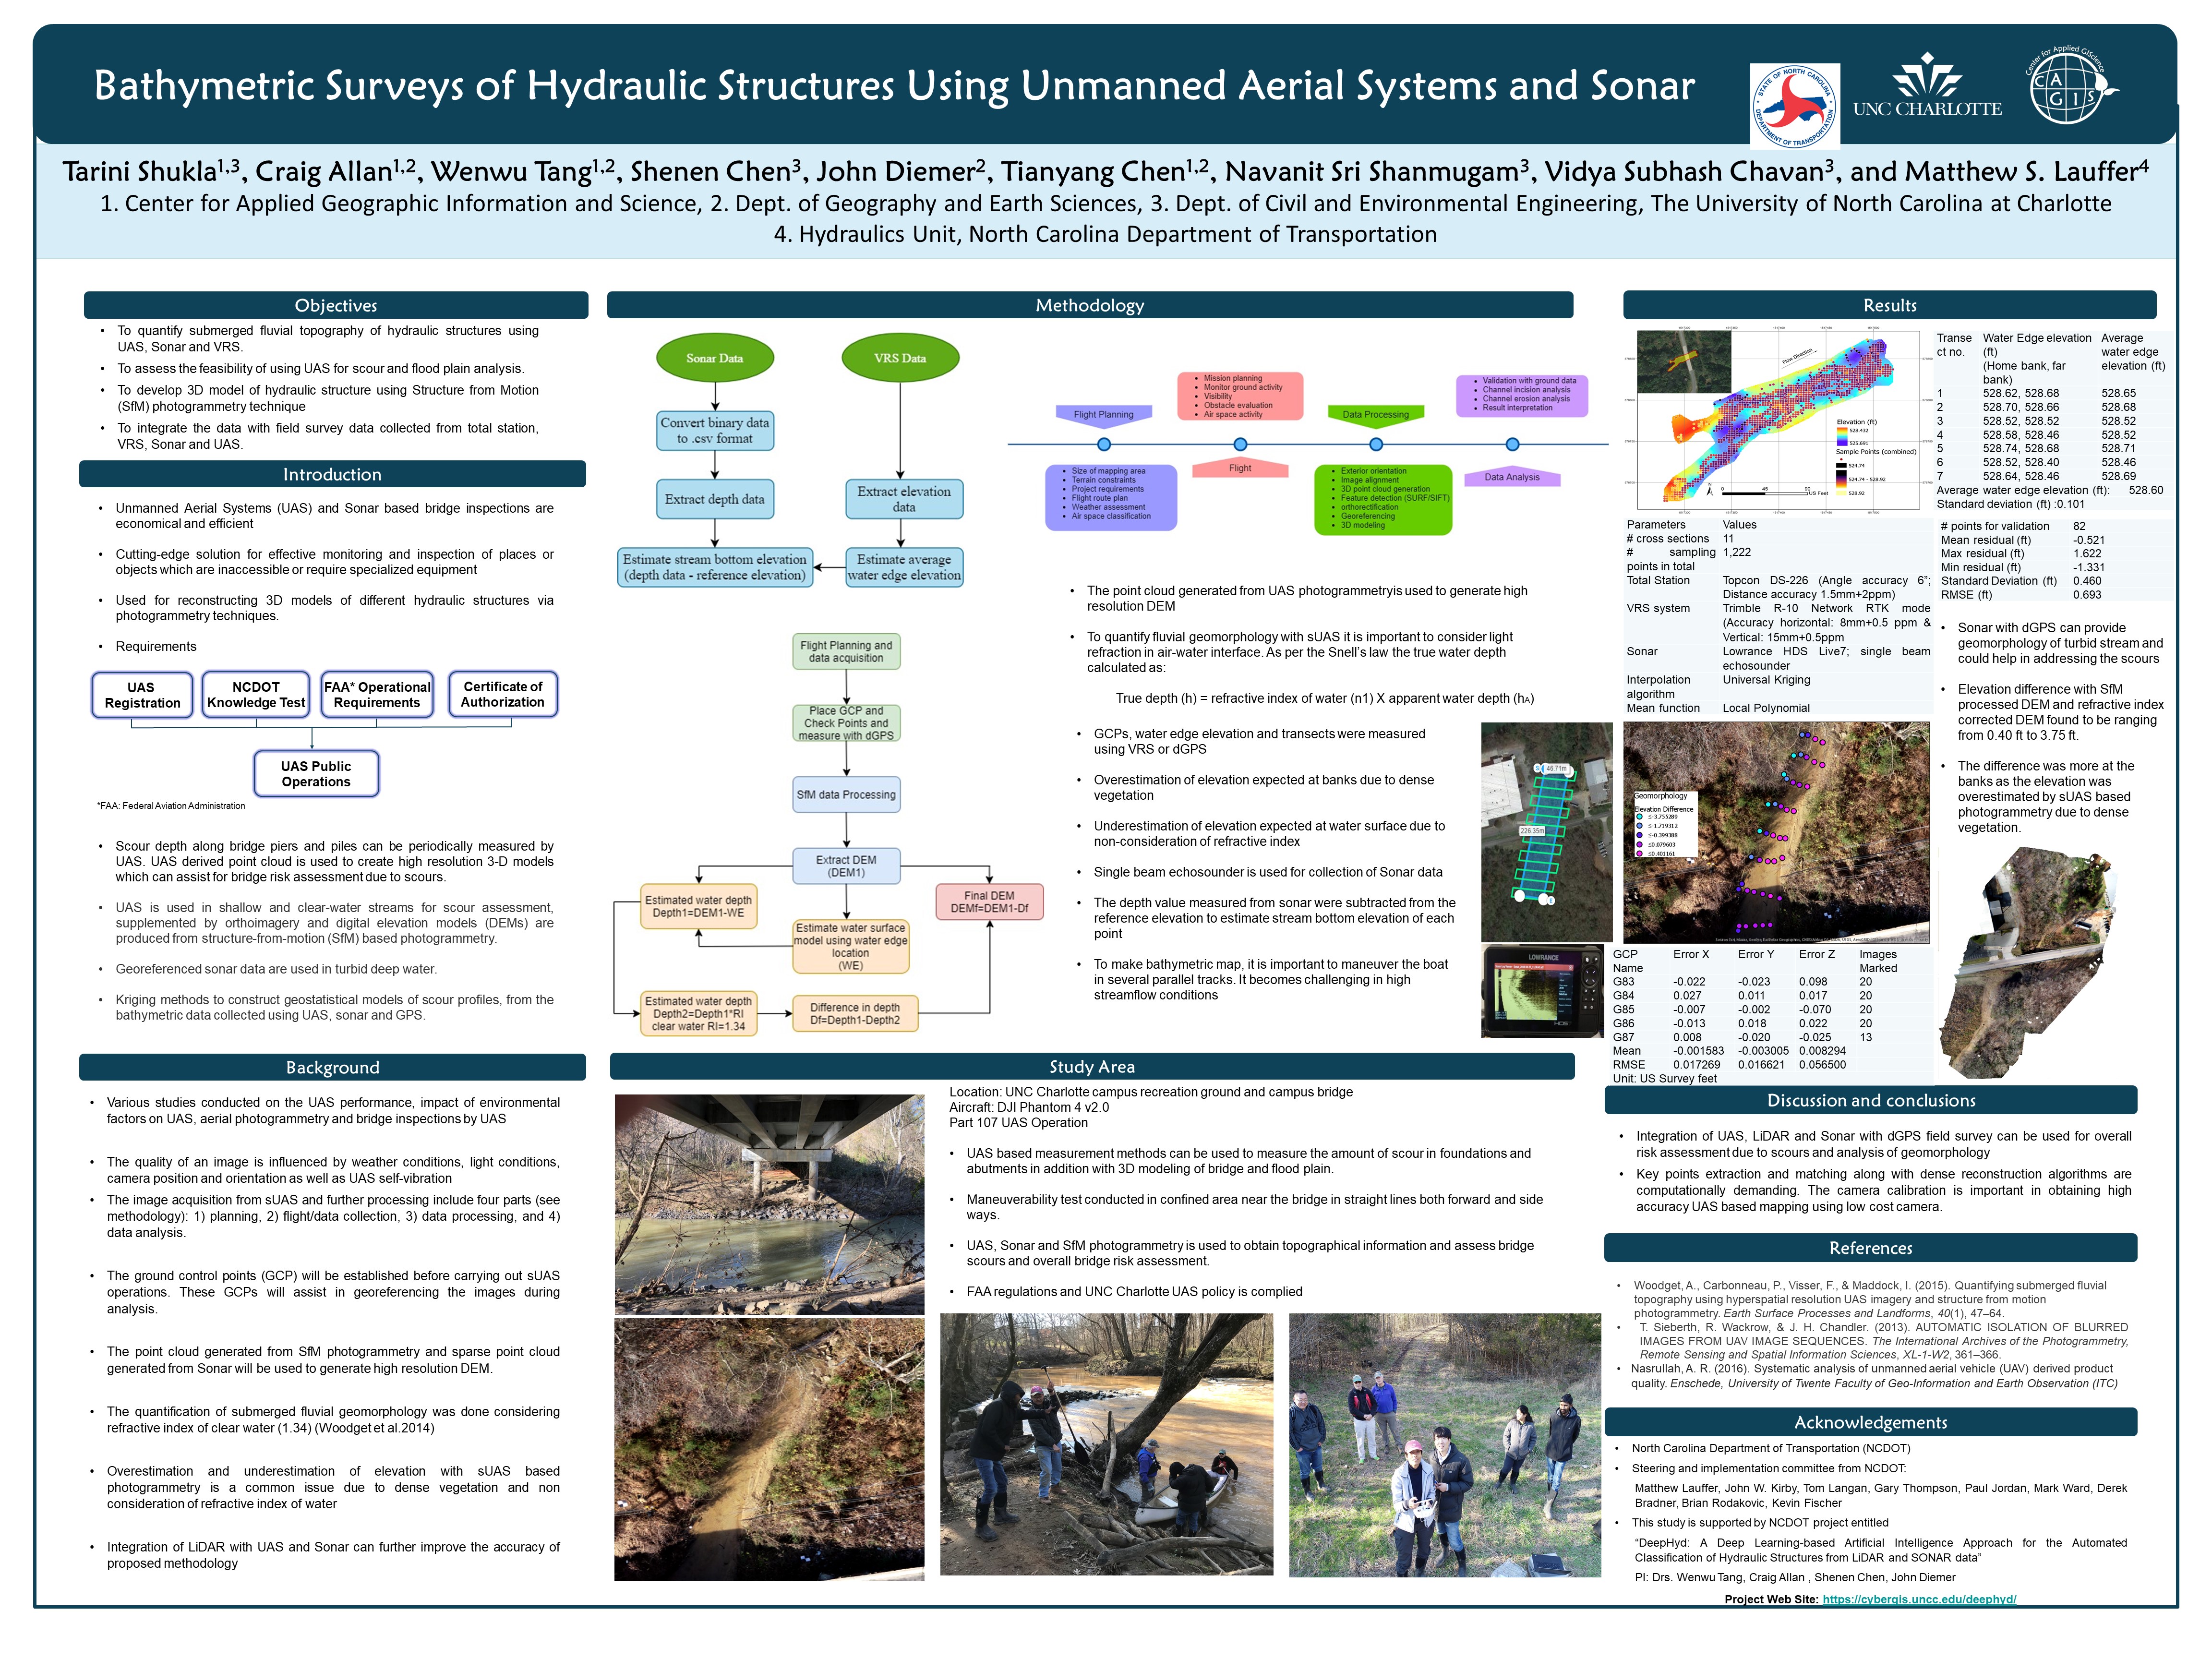 Bathymetric Surveys of Hydraulic Structures Using Unmanned Aerial Systems and Sonar
STATE OF NORTH CAROLINA
DEPARTMENT OF TRANSPORTATION
UNC CHARLOTTE
Center for Applied GIScience
CAGIS
Tarini Shukla1,3, Craig Allan1,2, Wenwu Tang1,2, Shenen Chen3, John Diemer2, Tianyang Chen1,2, Navanit Sri Shanmugam3, Vidya Subhash Chavan3, and Matthew S. Lauffer4
1. Center for Applied Geographic Information and Science, 2. Dept. of Geography and Earth Sciences, 3. Dept. of Civil and Environmental Engineering, The University of North Carolina at Charlotte
4. Hydraulics Unit, North Carolina Department of Transportation
Objectives
• To quantify submerged fluvial topography of hydraulic structures using
UAS, Sonar and VRS.
• To assess the feasibility of using UAS for scour and flood plain analysis.
• To develop 3D model of hydraulic structure using Structure from Motion
(SfM) photogrammetry technique
• To integrate the data with field survey data collected from total station,
VRS, Sonar and UAS.
Introduction
• Unmanned Aerial Systems (UAS) and Sonar based bridge inspections are
economical and efficient
• Cutting-edge solution for effective monitoring and inspection of places or
objects which are inaccessible or require specialized equipment
• Used for reconstructing 3D models of different hydraulic structures via
photogrammetry techniques.
• Requirements
UAS
Registration
NCDOT
Knowledge Test
FAA* Operational
Requirements
Certificate of
Authorization
UAS Public
Operations
*FAA: Federal Aviation Administration
• Scour depth along bridge piers and piles can be periodically measured by
UAS. UAS derived point cloud is used to create high resolution 3-D models
which can assist for bridge risk assessment due to scours.
• UAS is used in shallow and clear-water streams for scour assessment,
supplemented by orthoimagery and digital elevation models (DEMs) are
produced from structure-from-motion (SfM) based photogrammetry.
• Georeferenced sonar data are used in turbid deep water.
• Kriging methods to construct geostatistical models of scour profiles, from the
bathymetric data collected using UAS, sonar and GPS.
Background
• Various studies conducted on the UAS performance, impact of environmental
factors on UAS, aerial photogrammetry and bridge inspections by UAS
• The quality of an image is influenced by weather conditions, light conditions,
camera position and orientation as well as UAS self-vibration
• The image acquisition from sUAS and further processing include four parts (see
methodology): 1) planning, 2) flight/data collection, 3) data processing, and 4)
data analysis.
• The ground control points (GCP) will be established before carrying out sUAS
operations. These GCPs will assist in georeferencing the images during
analysis.
• The point cloud generated from SfM photogrammetry and sparse point cloud
generated from Sonar will be used to generate high resolution DEM.
• The quantification of submerged fluvial geomorphology was done considering
refractive index of clear water (1.34) (Woodget et al.2014)
• Overestimation and underestimation of elevation with sUAS based
photogrammetry is a common issue due to dense vegetation and non
consideration of refractive index of water
• Integration of LiDAR with UAS and Sonar can further improve the accuracy of
proposed methodology
Methodology
Sonar Data
VRS Data
Convert binary data
to .csv format
Extract depth data
Extract elevation
data
Estimate stream bottom elevation
(depth data - reference elevation)
Estimate average
water edge elevation
Flight Planning
• Mission planning
• Monitor ground activity
• Visibility
• Obstacle evaluation
• Air space activity
Data Processing
• Validation with ground data
• Channel incision analysis
• Channel erosion analysis
• Result interpretation
• Size of mapping area
• Terrain constraints
• Project requirements
• Flight route plan
• Weather assessment
• Air space classification
Flight
• Exterior orientation
• Image alignment
• 3D point cloud generation
• Feature detection (SURF/SIFT)
• orthorectification
• Georeferencing
• 3D modeling
Data Analysis
Flight Planning and
data acquisition
Place GCP and
Check Points and
measure with dGPS
SfM data Processing
Extract DEM
(DEM1)
Estimated water depth
Depth1=DEM1-WE
Final DEM
DEMf=DEM1-Df
Estimate water surface
model using water edge
location
(WE)
Estimated water depth
Depth2=Depth1*RI
clear water RI=1.34
Difference in depth
Df=Depth1-Depth2
• The point cloud generated from UAS photogrammetryis used to generate high
resolution DEM
• To quantify fluvial geomorphology with sUAS it is important to consider light
refraction in air-water interface. As per the Snell's law the true water depth
calculated as:
True depth (h) = refractive index of water (n1) X apparent water depth (hA)
• GCPs, water edge elevation and transects were measured
using VRS or dGPS
• Overestimation of elevation expected at banks due to dense
vegetation
• Underestimation of elevation expected at water surface due to
non-consideration of refractive index
• Single beam echosounder is used for collection of Sonar data
• The depth value measured from sonar were subtracted from the
reference elevation to estimate stream bottom elevation of each
point
• To make bathymetric map, it is important to maneuver the boat
in several parallel tracks. It becomes challenging in high
streamflow conditions
S
46.71m
226.35m
E
LOWRANCE
HDS
Study Area
Location: UNC Charlotte campus recreation ground and campus bridge
Aircraft: DJI Phantom 4 v2.0
Part 107 UAS Operation
• UAS based measurement methods can be used to measure the amount of scour in foundations and
abutments in addition with 3D modeling of bridge and flood plain.
• Maneuverability test conducted in confined area near the bridge in straight lines both forward and side
ways.
• UAS, Sonar and SfM photogrammetry is used to obtain topographical information and assess bridge
scours and overall bridge risk assessment.
• FAA regulations and UNC Charlotte UAS policy is complied
Results
Flow Direction
Elevation (ft)
528.432
525.691
Sample Points (combined)
524.74
524.74 - 528.92
528.92
N
0 45 90
US Feet
Transe Water Edge elevation Average
ct no. (ft) water edge
(Home bank, far elevation (ft)
bank)
1 528.62, 528.68 528.65
2 528.70, 528.66 528.68
3 528.52, 528.52 528.52
4 528.58, 528.46 528.52
5 528.74, 528.68 528.71
6 528.52, 528.40 528.46
7 528.64, 528.46 528.69
Average water edge elevation (ft): 528.60
Standard deviation (ft) :0.101
Parameters Values
# cross sections 11
# sampling 1,222
points in total
Total Station Topcon DS-226 (Angle accuracy 6";
Distance accuracy 1.5mm+2ppm)
VRS system Trimble R-10 Network RTK mode
(Accuracy horizontal: 8mm+0.5 ppm &
Vertical: 15mm+0.5ppm
Sonar Lowrance HDS Live7; single beam
echosounder
Interpolation Universal Kriging
algorithm
Mean function Local Polynomial
# points for validation 82
Mean residual (ft) -0.521
Max residual (ft) 1.622
Min residual (ft) -1.331
Standard Deviation (ft) 0.460
RMSE (ft) 0.693
• Sonar with dGPS can provide
geomorphology of turbid stream and
could help in addressing the scours
• Elevation difference with SfM
processed DEM and refractive index
corrected DEM found to be ranging
from 0.40 ft to 3.75 ft.
• The difference was more at the
banks as the elevation was
overestimated by sUAS based
photogrammetry due to dense
vegetation.
Geomorphology
Elevation Difference
≤-3.755289
≤-1.719312
≤-0.399388
≤0.079603
≤0.401161
GCP Error X Error Y Error Z Images
Name Marked
G83 -0.022 -0.023 0.098 20
G84 0.027 0.011 0.017 20
G85 -0.007 -0.002 -0.070 20
G86 -0.013 0.018 0.022 20
G87 0.008 -0.020 -0.025 13
Mean -0.001583 -0.003005 0.008294
RMSE 0.017269 0.016621 0.056500
Unit: US Survey feet
Discussion and conclusions
• Integration of UAS, LiDAR and Sonar with dGPS field survey can be used for overall
risk assessment due to scours and analysis of geomorphology
• Key points extraction and matching along with dense reconstruction algorithms are
computationally demanding. The camera calibration is important in obtaining high
accuracy UAS based mapping using low cost camera.
References
• Woodget, A., Carbonneau, P., Visser, F., & Maddock, I. (2015). Quantifying submerged fluvial
topography using hyperspatial resolution UAS imagery and structure from motion
photogrammetry. Earth Surface Processes and Landforms, 40(1), 47–64.
• T. Sieberth, R. Wackrow, & J. H. Chandler. (2013). AUTOMATIC ISOLATION OF BLURRED
IMAGES FROM UAV IMAGE SEQUENCES. The International Archives of the Photogrammetry,
Remote Sensing and Spatial Information Sciences, XL-1-W2, 361–366.
• Nasrullah, A. R. (2016). Systematic analysis of unmanned aerial vehicle (UAV) derived product
quality. Enschede, University of Twente Faculty of Geo-Information and Earth Observation (ITC)
Acknowledgements
• North Carolina Department of Transportation (NCDOT)
• Steering and implementation committee from NCDOT:
Matthew Lauffer, John W. Kirby, Tom Langan, Gary Thompson, Paul Jordan, Mark Ward, Derek
Bradner, Brian Rodakovic, Kevin Fischer
• This study is supported by NCDOT project entitled
“DeepHyd: A Deep Learning-based Artificial Intelligence Approach for the Automated
Classification of Hydraulic Structures from LiDAR and SONAR data”
PI: Drs. Wenwu Tang, Craig Allan , Shenen Chen, John Diemer
Project Web Site: https://cybergis.uncc.edu/deephyd/